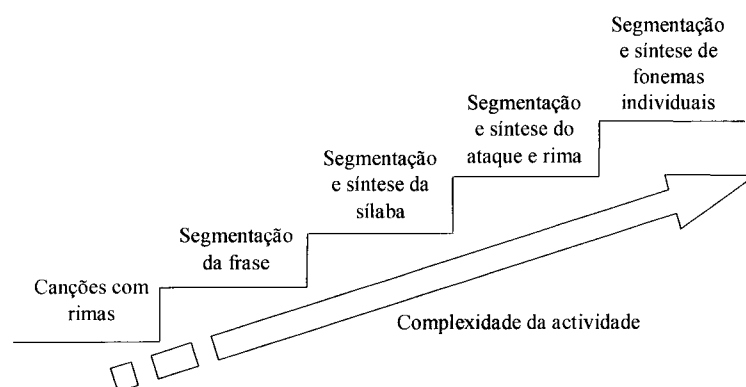 Canções com
rimas
Segmentação
da frase
Segmentação
e síntese da
sílaba
Segmentação
e síntese do
ataque e rima
Segmentação
e síntese de
fonemas
individuais
Complexidade da actividade